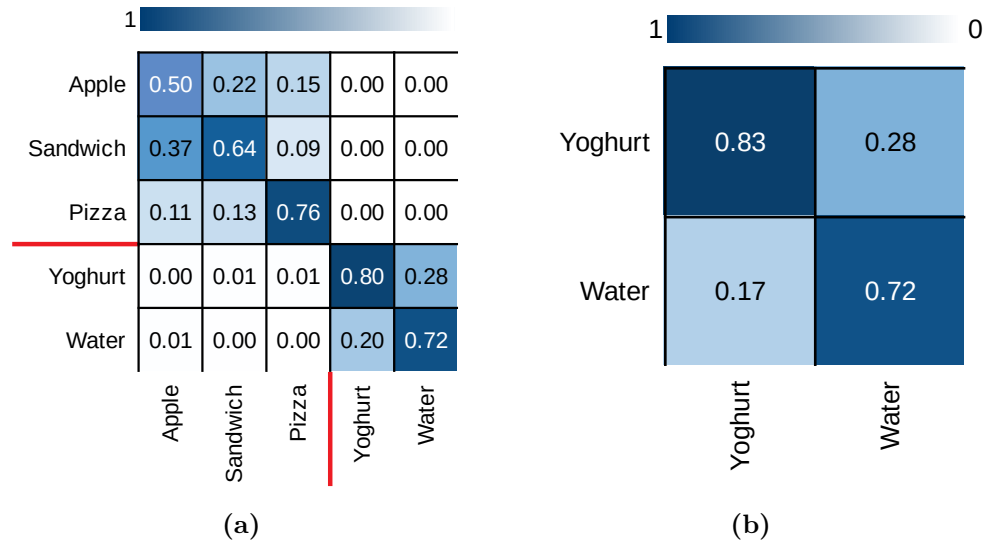 1
Apple 0.50 0.22 0.15 0.00 0.00
Sandwich 0.37 0.64 0.09 0.00 0.00
Pizza 0.11 0.13 0.76 0.00 0.00
Yoghurt 0.00 0.01 0.01 0.80 0.28
Water 0.01 0.00 0.00 0.20 0.72
Apple Sandwich Pizza Yoghurt Water
(a)
1 0
Yoghurt 0.83 0.28
Water 0.17 0.72
Yoghurt Water
(b)